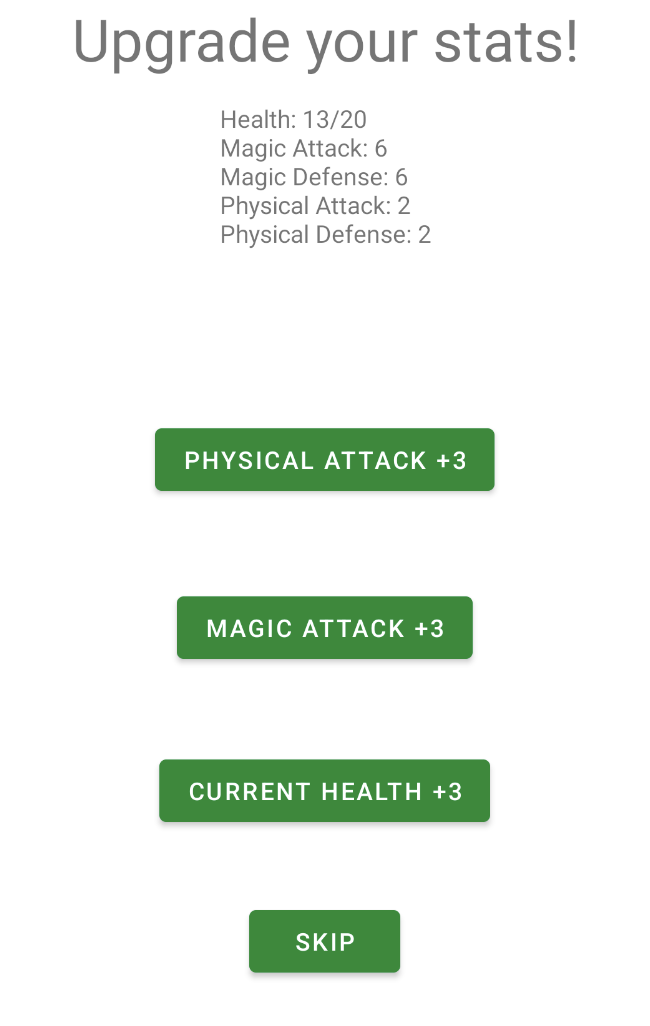 Upgrade your stats!
Health: 13/20
Magic Attack: 6
Magic Defense: 6
Physical Attack: 2
Physical Defense: 2
PHYSICAL ATTACK +3
MAGIC ATTACK +3
CURRENT HEALTH +3
SKIP